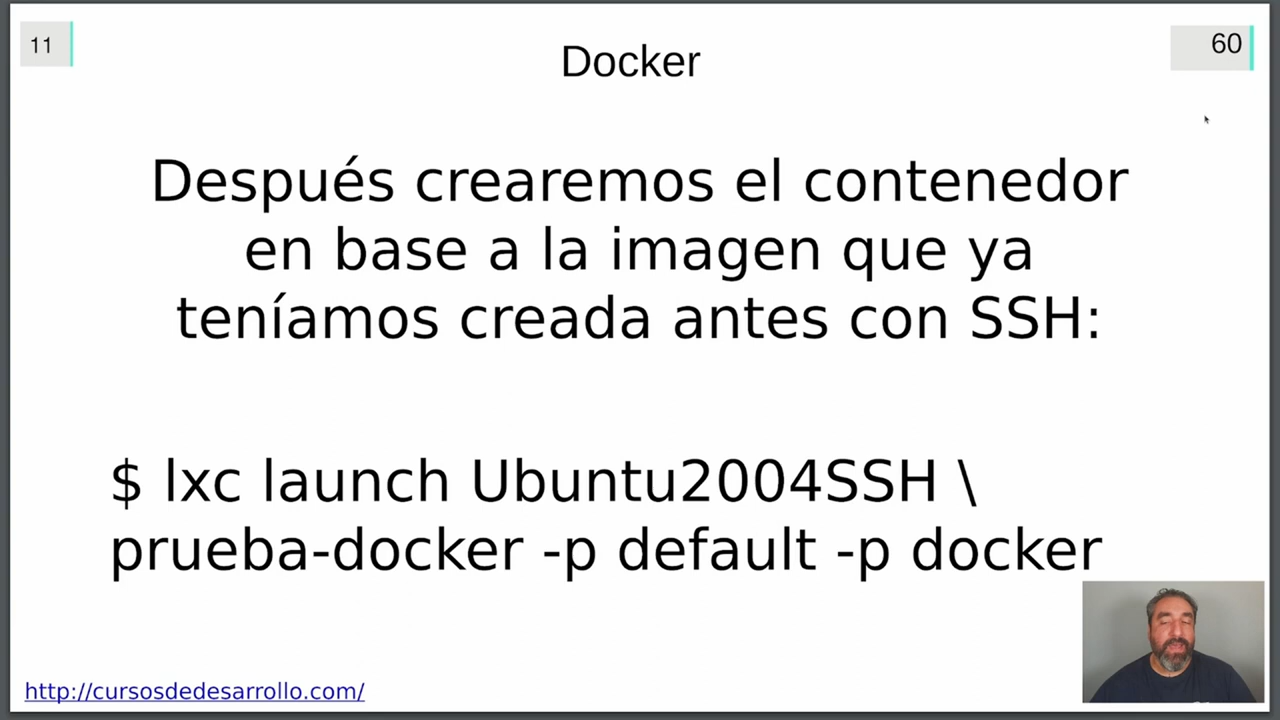 11
Docker
60
Después crearemos el contenedor
en base a la imagen que ya
teníamos creada antes con SSH:
$ lxc launch Ubuntu2004SSH \
prueba-docker -p default -p docker
http://cursosdedesarrollo.com/